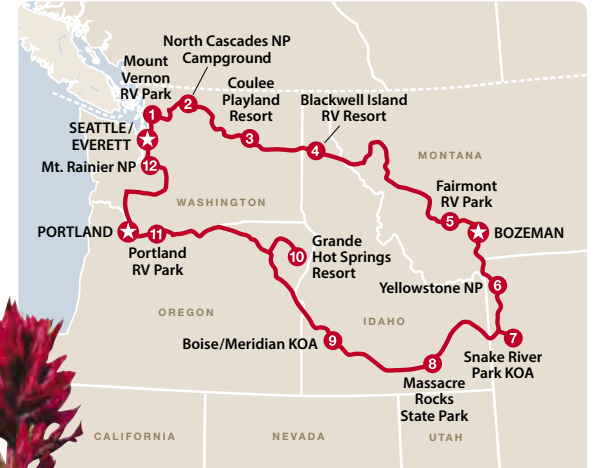 North Cascades NP
Campground
Mount
Vernon
RV Park
Coulee
Playland
Resort
Blackwell Island
RV Resort
1
2
3
4
SEATTLE/
EVERETT
Mt. Rainier NP
12
MONTANA
Fairmont
RV Park
5
WASHINGTON
PORTLAND
11
Portland
RV Park
BOZEMAN
10
Grande
Hot Springs
Resort
Yellowstone NP
6
OREGON
IDAHO
Boise/Meridian KOA
9
7
Snake River
Park KOA
8
Massacre
Rocks
State Park
CALIFORNIA
NEVADA
UTAH